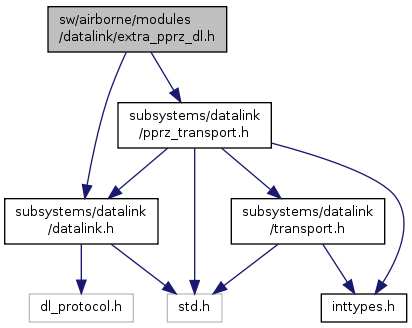 sw/airborne/modules
/datalink/extra_pprz_dl.h
subsystems/datalink
/pprz_transport.h
subsystems/datalink
/datalink.h
subsystems/datalink
/transport.h
dl_protocol.h
std.h
inttypes.h